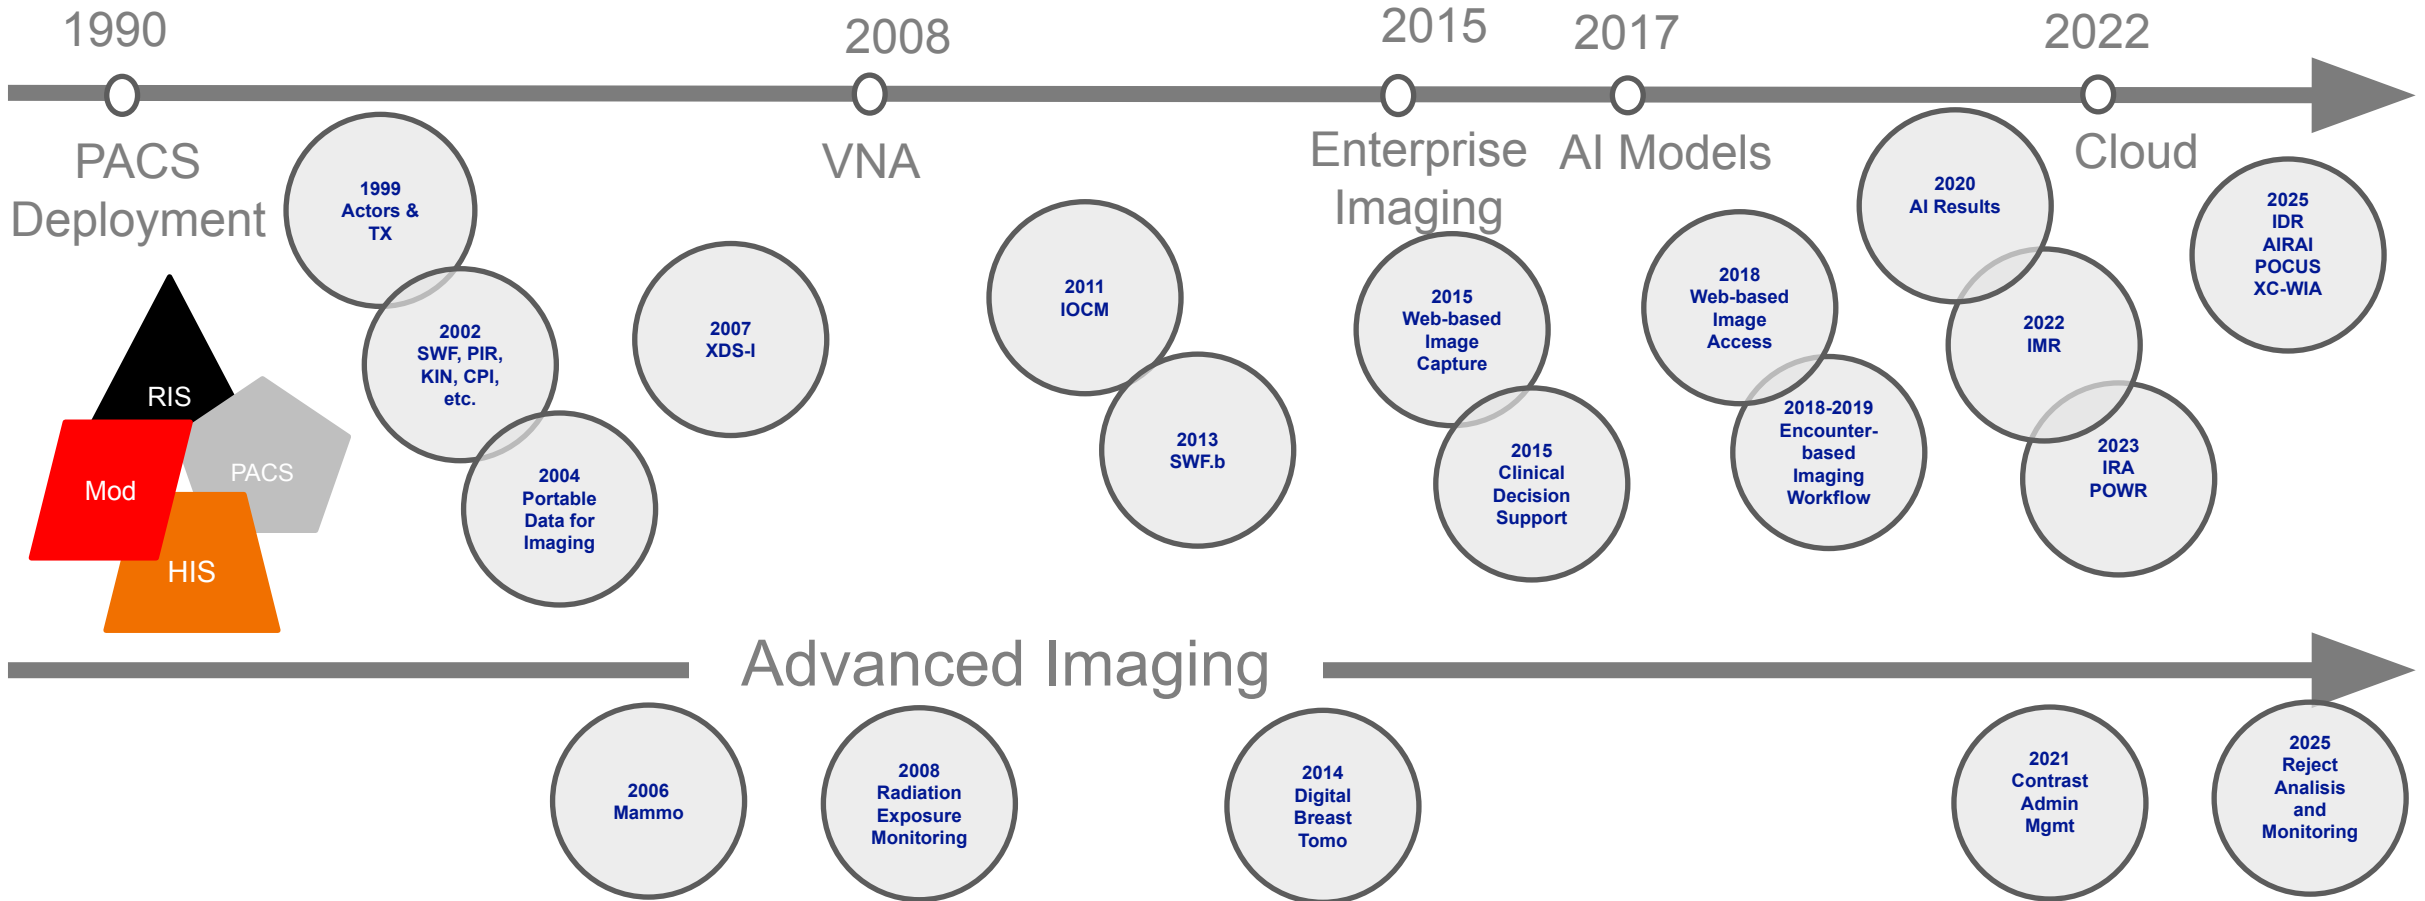 1990
2008
2015
2017
2022
PACS
Deployment
VNA
Enterprise
Imaging
AI Models
Cloud
1999
Actors &
TX
2002
SWF, PIR,
KIN, CPI,
etc.
2004
Portable
Data for
Imaging
2007
XDS-I
2011
IOCM
2013
SWF.b
2015
Web-based
Image
Capture
2015
Clinical
Decision
Support
2018
Web-based
Image
Access
2018-2019
Encounter-
based
Imaging
Workflow
2020
AI Results
2022
IMR
2023
IRA
POWR
2025
IDR
AIRAI
POCUS
XC-WIA
RIS
PACS
Mod
HIS
Advanced Imaging
2006
Mammo
2008
Radiation
Exposure
Monitoring
2014
Digital
Breast
Tomo
2021
Contrast
Admin
Mgmt
2025
Reject
Analisis
and
Monitoring